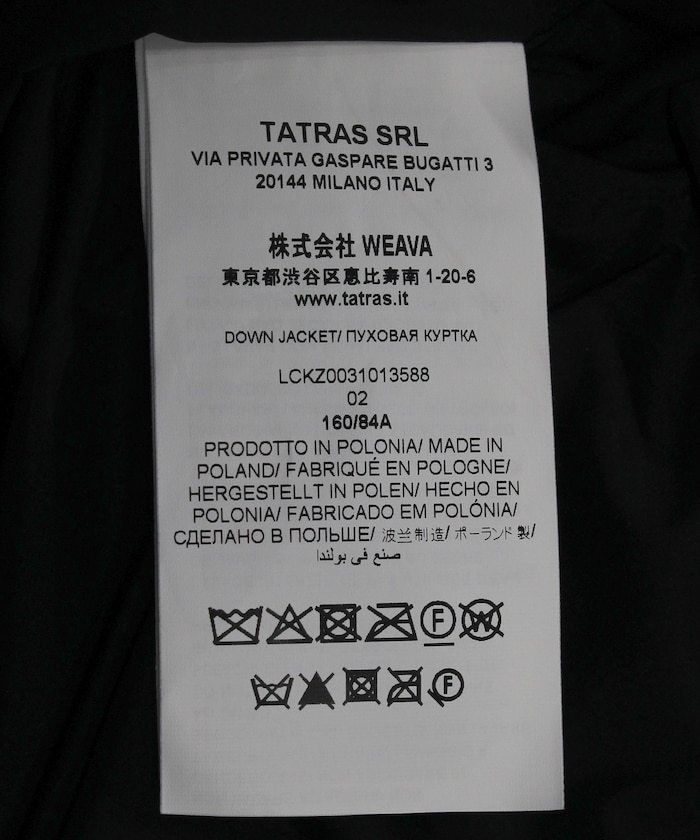 TATRAS SRL
VIA PRIVATA GASPARE BUGATTI 3
20144 MILANO ITALY
株式会社 WEAVA
東京都渋谷区恵比寿南 1-20-6
www.tatras.it
DOWN JACKET/ ПУХОВАЯ КУРТКА
LCKZ0031013588
02
160/84A
PRODOTTO IN POLONIA/ MADE IN
POLAND/ FABRIQUÉ EN POLOGNE/
HERGESTELLT IN POLEN/ HECHO EN
POLONIA/ FABRICADO EM POLÓNIA/
СДЕЛАНО В ПОЛЬШЕ/ 波兰制造/ ポーランド 製/
صنع في بولندا
F W
F